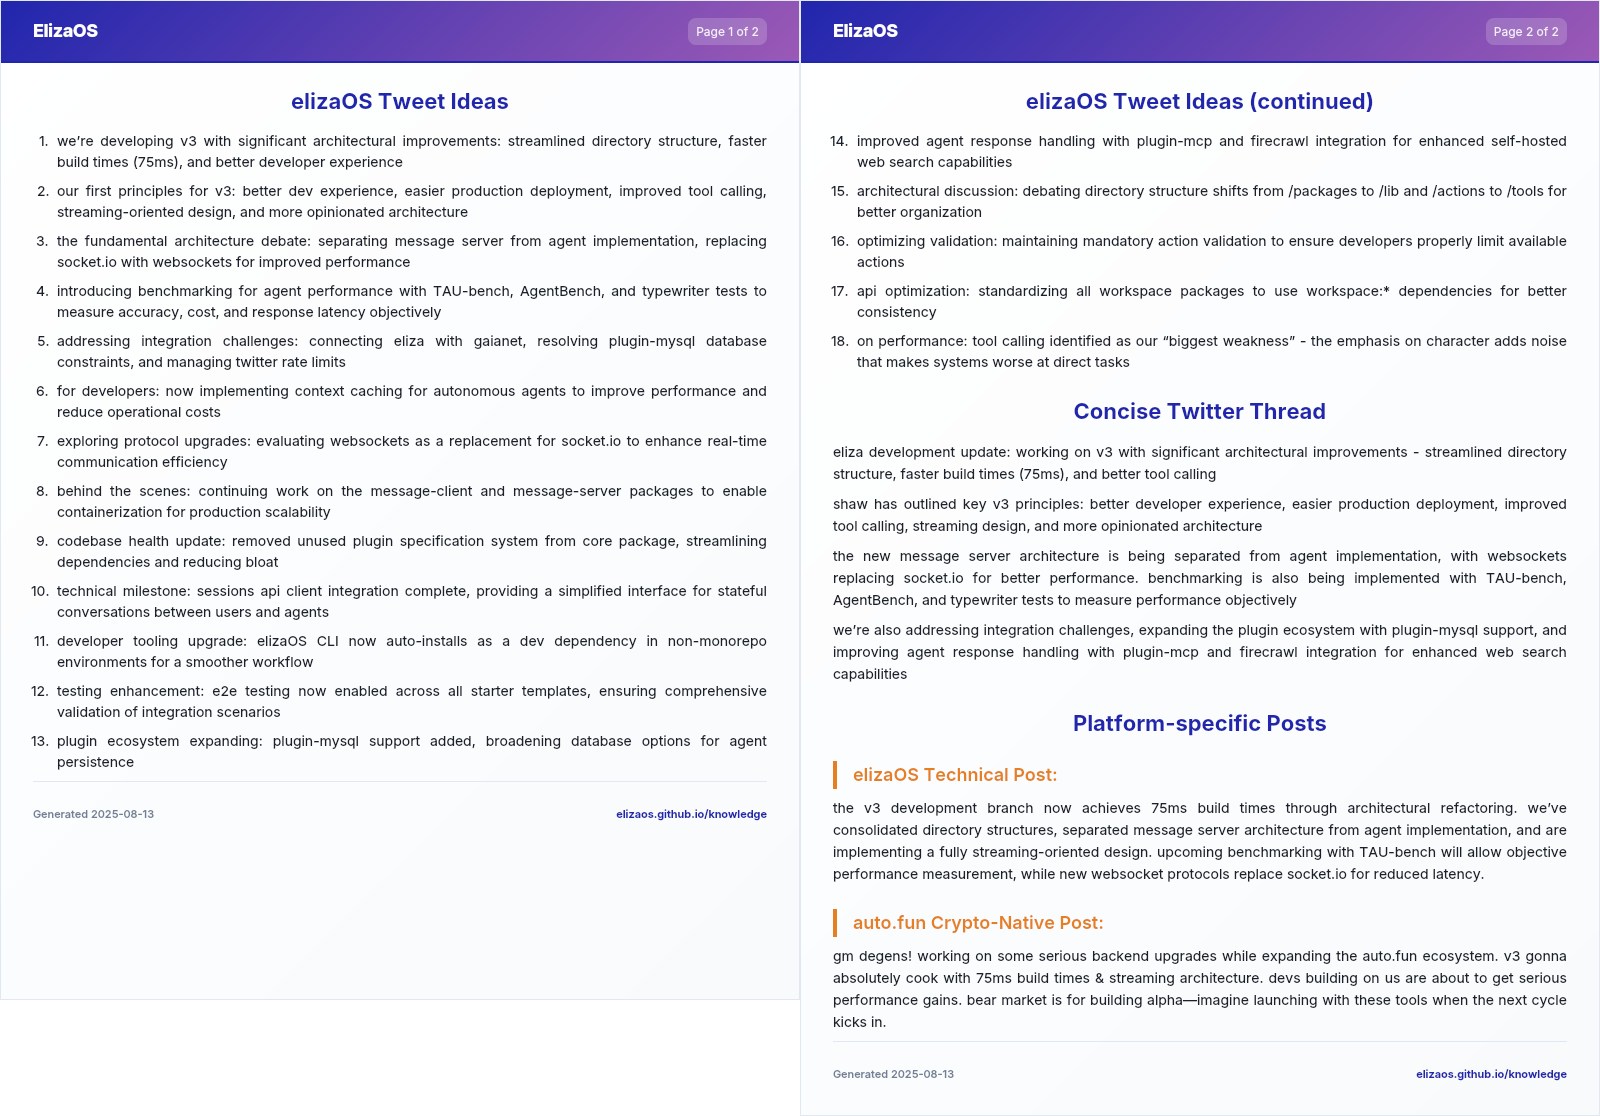 ElizaOS
Page 1 of 2
elizaOS Tweet Ideas
1. we’re developing v3 with significant architectural improvements: streamlined directory structure, faster
build times (75ms), and better developer experience
2. our first principles for v3: better dev experience, easier production deployment, improved tool calling,
streaming-oriented design, and more opinionated architecture
3. the fundamental architecture debate: separating message server from agent implementation, replacing
socket.io with websockets for improved performance
4. introducing benchmarking for agent performance with TAU-bench, AgentBench, and typewriter tests to
measure accuracy, cost, and response latency objectively
5. addressing integration challenges: connecting eliza with gaianet, resolving plugin-mysql database
constraints, and managing twitter rate limits
6. for developers: now implementing context caching for autonomous agents to improve performance and
reduce operational costs
7. exploring protocol upgrades: evaluating websockets as a replacement for socket.io to enhance real-time
communication efficiency
8. behind the scenes: continuing work on the message-client and message-server packages to enable
containerization for production scalability
9. codebase health update: removed unused plugin specification system from core package, streamlining
dependencies and reducing bloat
10. technical milestone: sessions api client integration complete, providing a simplified interface for stateful
conversations between users and agents
11. developer tooling upgrade: elizaOS CLI now auto-installs as a dev dependency in non-monorepo
environments for a smoother workflow
12. testing enhancement: e2e testing now enabled across all starter templates, ensuring comprehensive
validation of integration scenarios
13. plugin ecosystem expanding: plugin-mysql support added, broadening database options for agent
persistence
Generated 2025-08-13
elizaos.github.io/knowledge
ElizaOS
Page 2 of 2
elizaOS Tweet Ideas (continued)
14. improved agent response handling with plugin-mcp and firecrawl integration for enhanced self-hosted
web search capabilities
15. architectural discussion: debating directory structure shifts from /packages to /lib and /actions to /tools for
better organization
16. optimizing validation: maintaining mandatory action validation to ensure developers properly limit available
actions
17. api optimization: standardizing all workspace packages to use workspace:* dependencies for better
consistency
18. on performance: tool calling identified as our “biggest weakness” - the emphasis on character adds noise
that makes systems worse at direct tasks
Concise Twitter Thread
eliza development update: working on v3 with significant architectural improvements - streamlined directory
structure, faster build times (75ms), and better tool calling
shaw has outlined key v3 principles: better developer experience, easier production deployment, improved
tool calling, streaming design, and more opinionated architecture
the new message server architecture is being separated from agent implementation, with websockets
replacing socket.io for better performance. benchmarking is also being implemented with TAU-bench,
AgentBench, and typewriter tests to measure performance objectively
we’re also addressing integration challenges, expanding the plugin ecosystem with plugin-mysql support, and
improving agent response handling with plugin-mcp and firecrawl integration for enhanced web search
capabilities
Platform-specific Posts
elizaOS Technical Post:
the v3 development branch now achieves 75ms build times through architectural refactoring. we’ve
consolidated directory structures, separated message server architecture from agent implementation, and are
implementing a fully streaming-oriented design. upcoming benchmarking with TAU-bench will allow objective
performance measurement, while new websocket protocols replace socket.io for reduced latency.
auto.fun Crypto-Native Post:
gm degens! working on some serious backend upgrades while expanding the auto.fun ecosystem. v3 gonna
absolutely cook with 75ms build times & streaming architecture. devs building on us are about to get serious
performance gains. bear market is for building alpha—imagine launching with these tools when the next cycle
kicks in.
Generated 2025-08-13
elizaos.github.io/knowledge